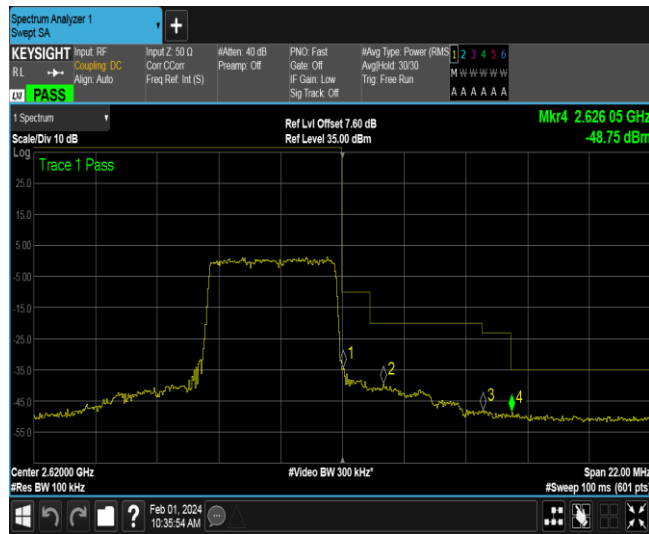 Spectrum Analyzer 1
Swept SA
KEYSIGHT
RL
LXI PASS
Input: RF
Coupling: DC
Align: Auto
Input Z: 50 Ω
Corr CCorr
Freq Ref: Int (S)
#Atten: 40 dB
Preamp: Off
PNO: Fast
Gate: Off
IF Gain: Low
Sig Track: Off
#Avg Type: Power (RMS
Avg|Hold: 30/30
Trig: Free Run
1 2 3 4 5 6
M W W W W W
A A A A A A
1 Spectrum
Scale/Div 10 dB
Ref Lvl Offset 7.60 dB
Ref Level 35.00 dBm
Mkr4 2.626 05 GHz
-48.75 dBm
Log
Trace 1 Pass
25.0
15.0
5.00
-5.00
-15.0
-25.0
-35.0
-45.0
-55.0
1
2
3
4
Center 2.62000 GHz
#Res BW 100 kHz
#Video BW 300 kHz*
Span 22.00 MHz
#Sweep 100 ms (601 pts)
?
Feb 01, 2024
10:35:54 AM